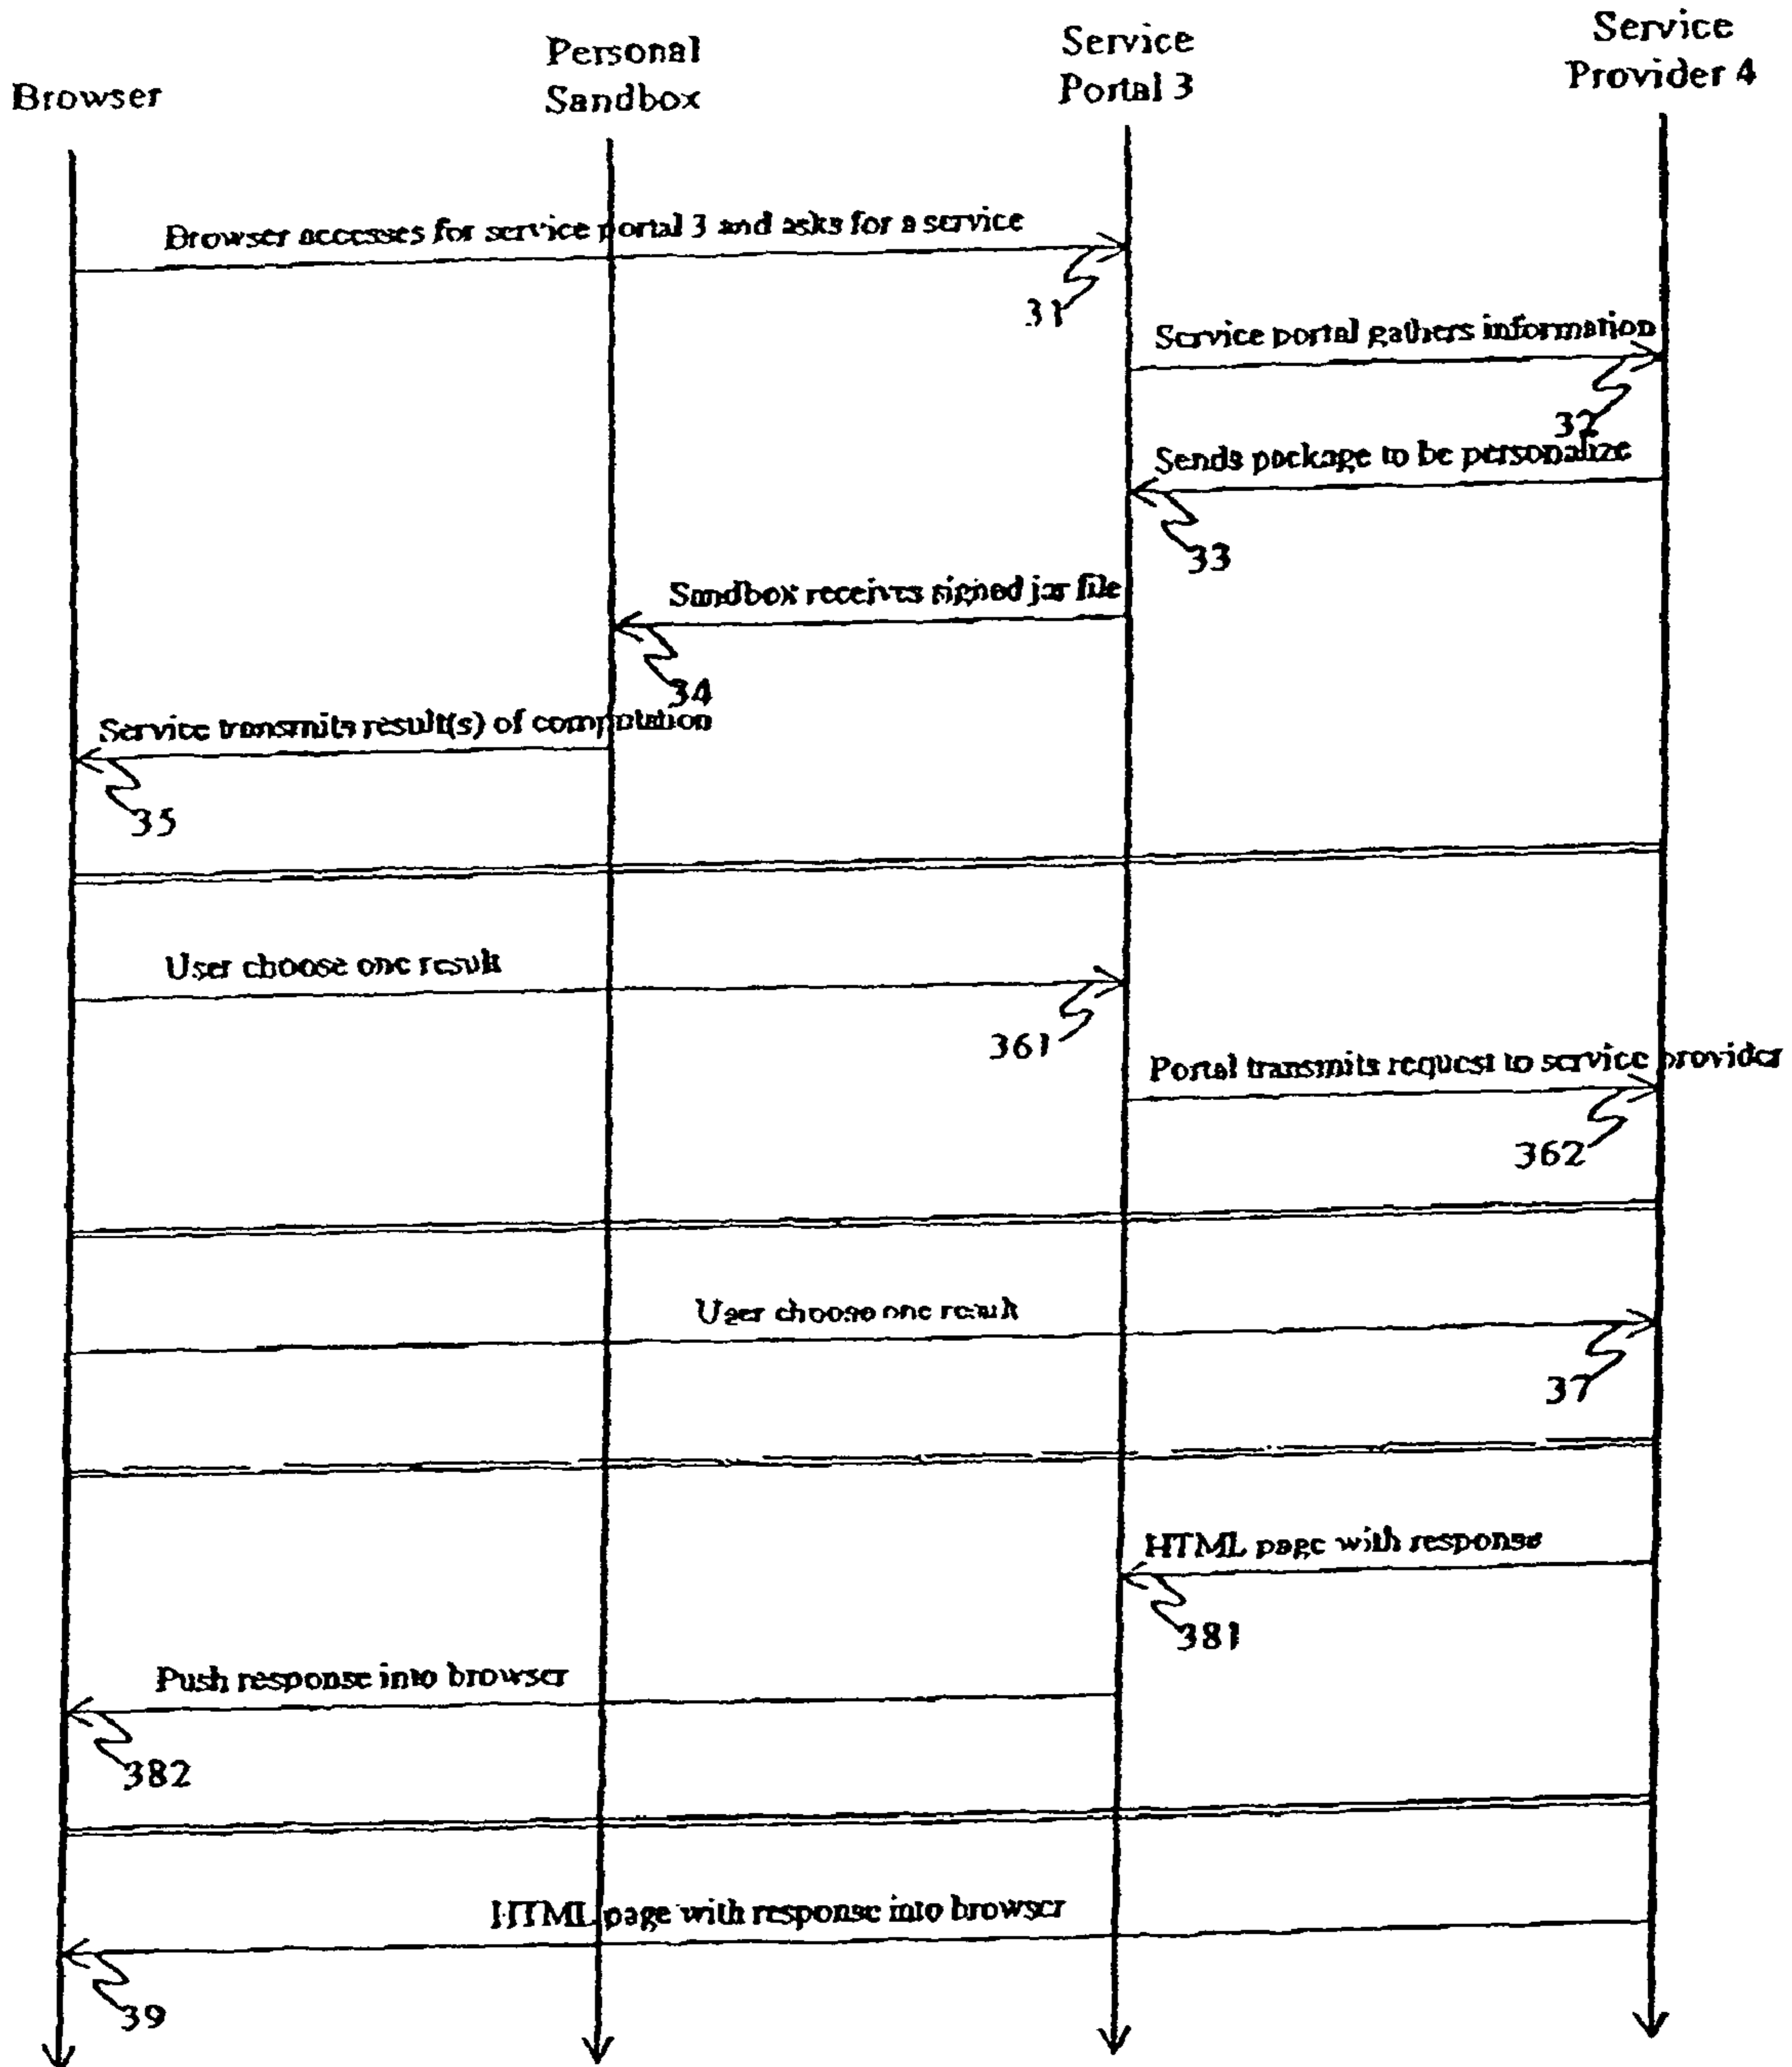 Browser
Personal
Sandbox
Service
Portal 3
Service
Provider 4
Browser accesses for service portal 3 and asks for a service
31
Service portal gathers information
32
Sends package to be personalize
33
Sandbox receives signed jar file
34
Service transmits result(s) of computation
35
User choose one result
361
Portal transmits request to service provider
362
User choose one result
37
HTML page with response
381
Push response into browser
382
HTML page with response into browser
39